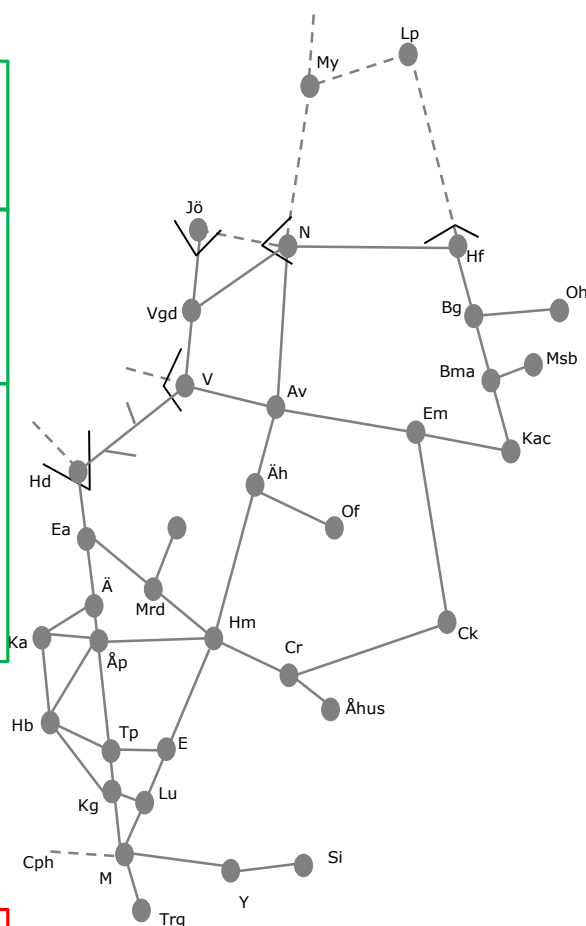 Lp
My
Jö
N
Hf
Oh
Bg
Vgd
Msb
Bma
V
Av
Em
Kac
Äh
Hd
Of
Ea
Ä
Mrd
Hm
Ka
Ck
Cr
Åp
Åhus
Hb
Tp
E
Lu
Kg
Si
Cph
M
Y
Trg